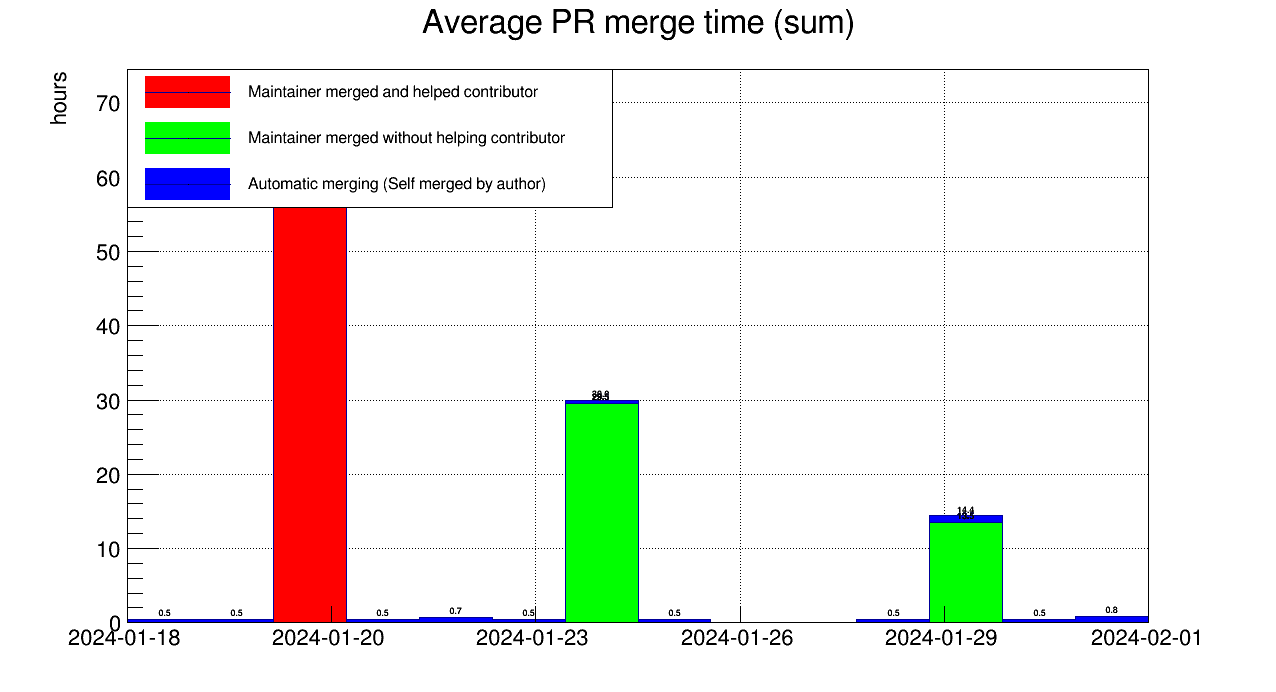 Average PR merge time (sum)
hours
Maintainer merged and helped contributor
Maintainer merged without helping contributor
Automatic merging (Self merged by author)
70
60
50
40
30
20
10
0
0.5 0.5 0.5 0.7 0.5 0.5 0.5 14.4 0.5 0.8
2024-01-18 2024-01-20 2024-01-23 2024-01-26 2024-01-29 2024-02-01